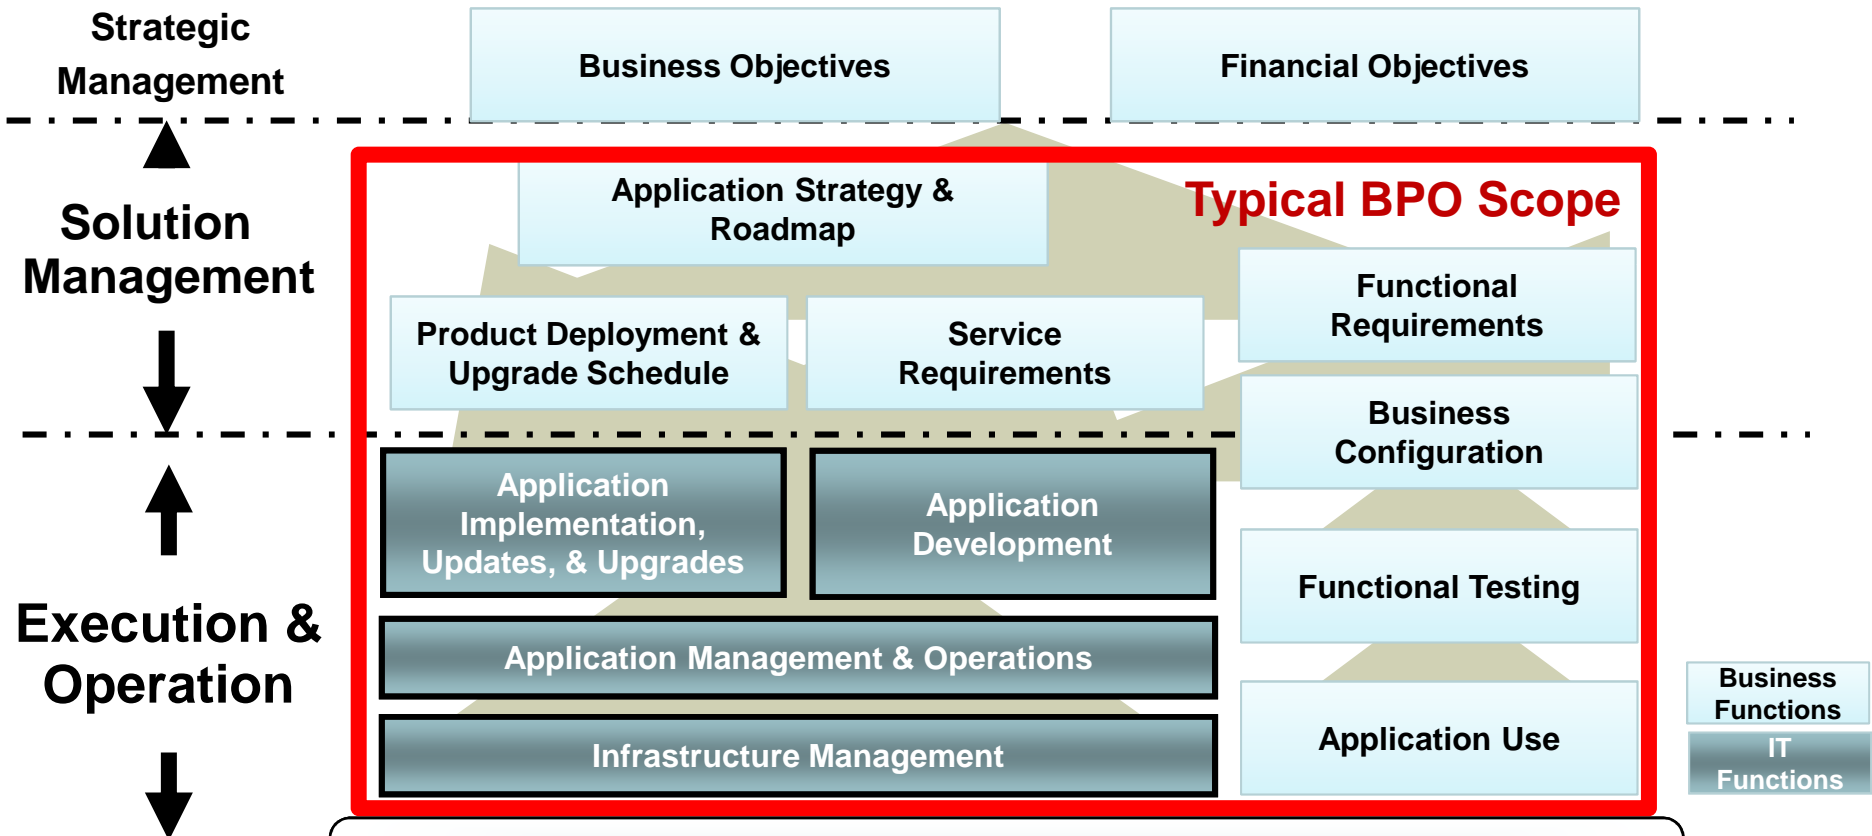 Strategic
Management
Business Objectives
Financial Objectives
Solution
Management
Application Strategy &
Roadmap
Typical BPO Scope
Product Deployment &
Upgrade Schedule
Service
Requirements
Functional
Requirements
Business
Configuration
Execution &
Operation
Application
Implementation,
Updates, & Upgrades
Application
Development
Functional Testing
Application Management & Operations
Infrastructure Management
Application Use
Business
Functions
IT
Functions